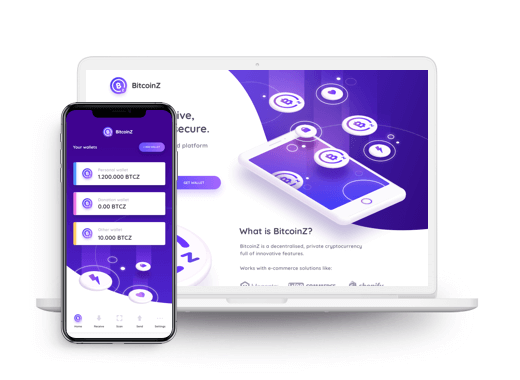 BitcoinZ
ive,
secure.
d platform
GET WALLET
What is BitcoinZ?
BitcoinZ is a decentralised, private cryptocurrency
full of innovative features.
Works with e-commerce solutions like:
shopify
BitcoinZ
Your wallets
Personal wallet
1.200.000 BTCZ
Donation wallet
0.00 BTCZ
Other wallet
10.000 BTCZ
Home
Receive
Scan
Send
Settings